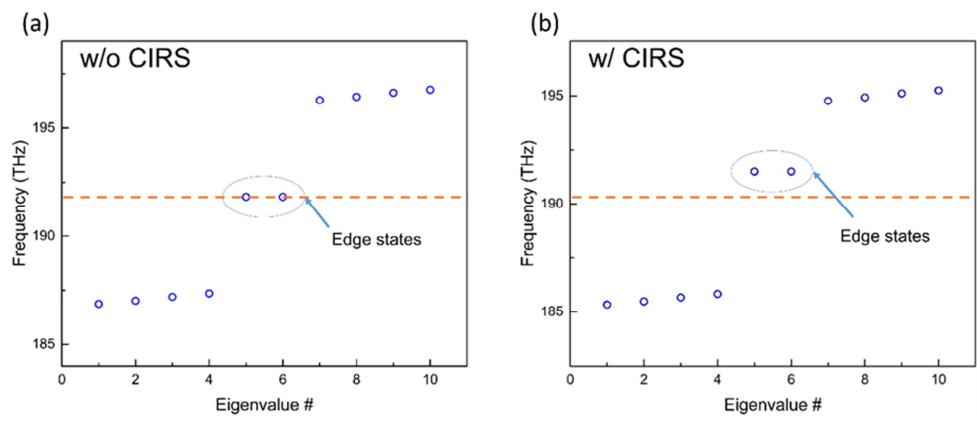 (a)
w/o CIRS
Frequency (THz)
195
190
185
Edge states
0 2 4 6 8 10
Eigenvalue #
(b)
w/ CIRS
Frequency (THz)
195
190
185
Edge states
0 2 4 6 8 10
Eigenvalue #